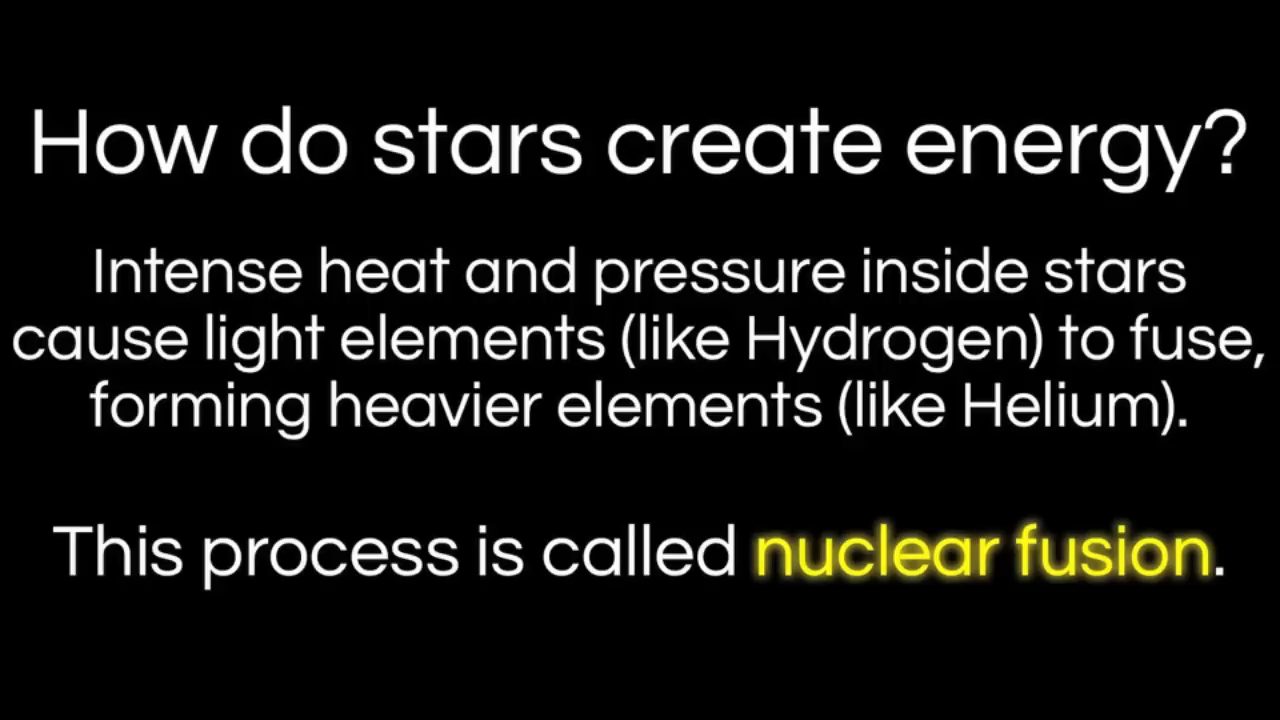 How do stars create energy?
Intense heat and pressure inside stars
cause light elements (like Hydrogen) to fuse,
forming heavier elements (like Helium).
This process is called nuclear fusion.